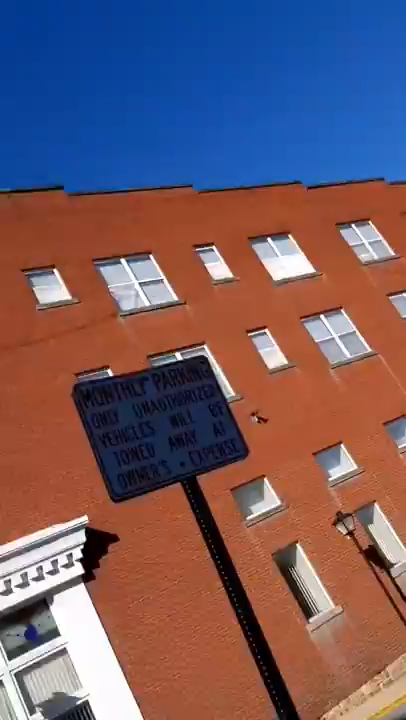 MONTHLY PARKING
ONLY UNAUTHORIZED
VEHICLES WILL BE
TOWED AWAY AT
OWNER'S • EXPENSE